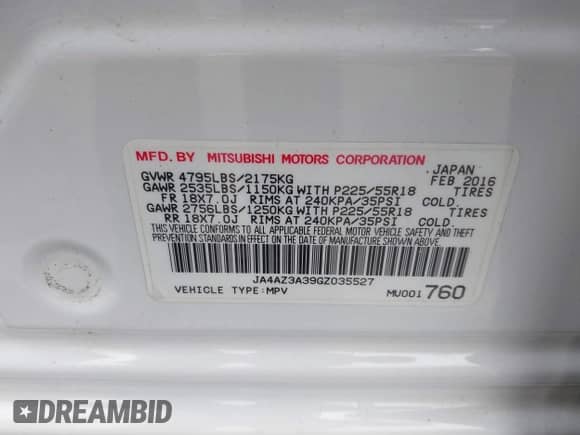 MFD. BY MITSUBISHI MOTORS CORPORATION
JAPAN
GVWR 4795LBS/2175KG FEB 2016
GAWR 2535LBS/1150KG WITH P225/55R18 TIRES
FR 18X7.0J RIMS AT 240KPA/35PSI COLD.
GAWR 2756LBS/1250KG WITH P225/55R18 TIRES
RR 18X7.0J RIMS AT 240KPA/35PSI COLD.
THIS VEHICLE CONFORMS TO ALL APPLICABLE FEDERAL MOTOR VEHICLE SAFETY AND THEFT
PREVENTION STANDARDS IN EFFECT ON THE DATE OF MANUFACTURE SHOWN ABOVE.
JA4AZ3A39GZ035527
VEHICLE TYPE:MPV MU001760
DREAMBID